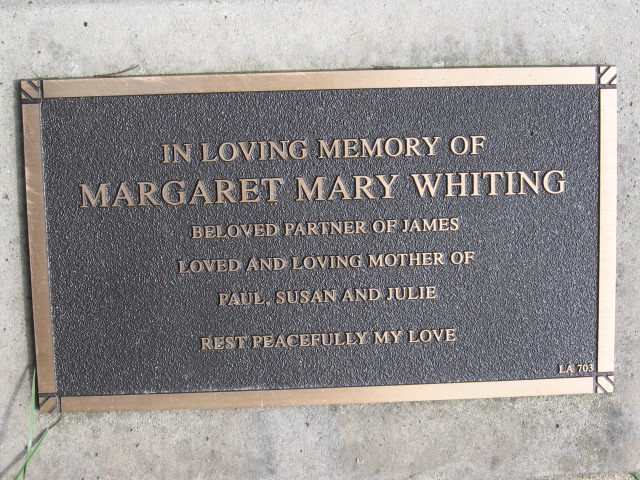 IN LOVING MEMORY OF
MARGARET MARY WHITING
BELOVED PARTNER OF JAMES
LOVED AND LOVING MOTHER OF
PAUL, SUSAN AND JULIE
REST PEACEFULLY MY LOVE
LA 703